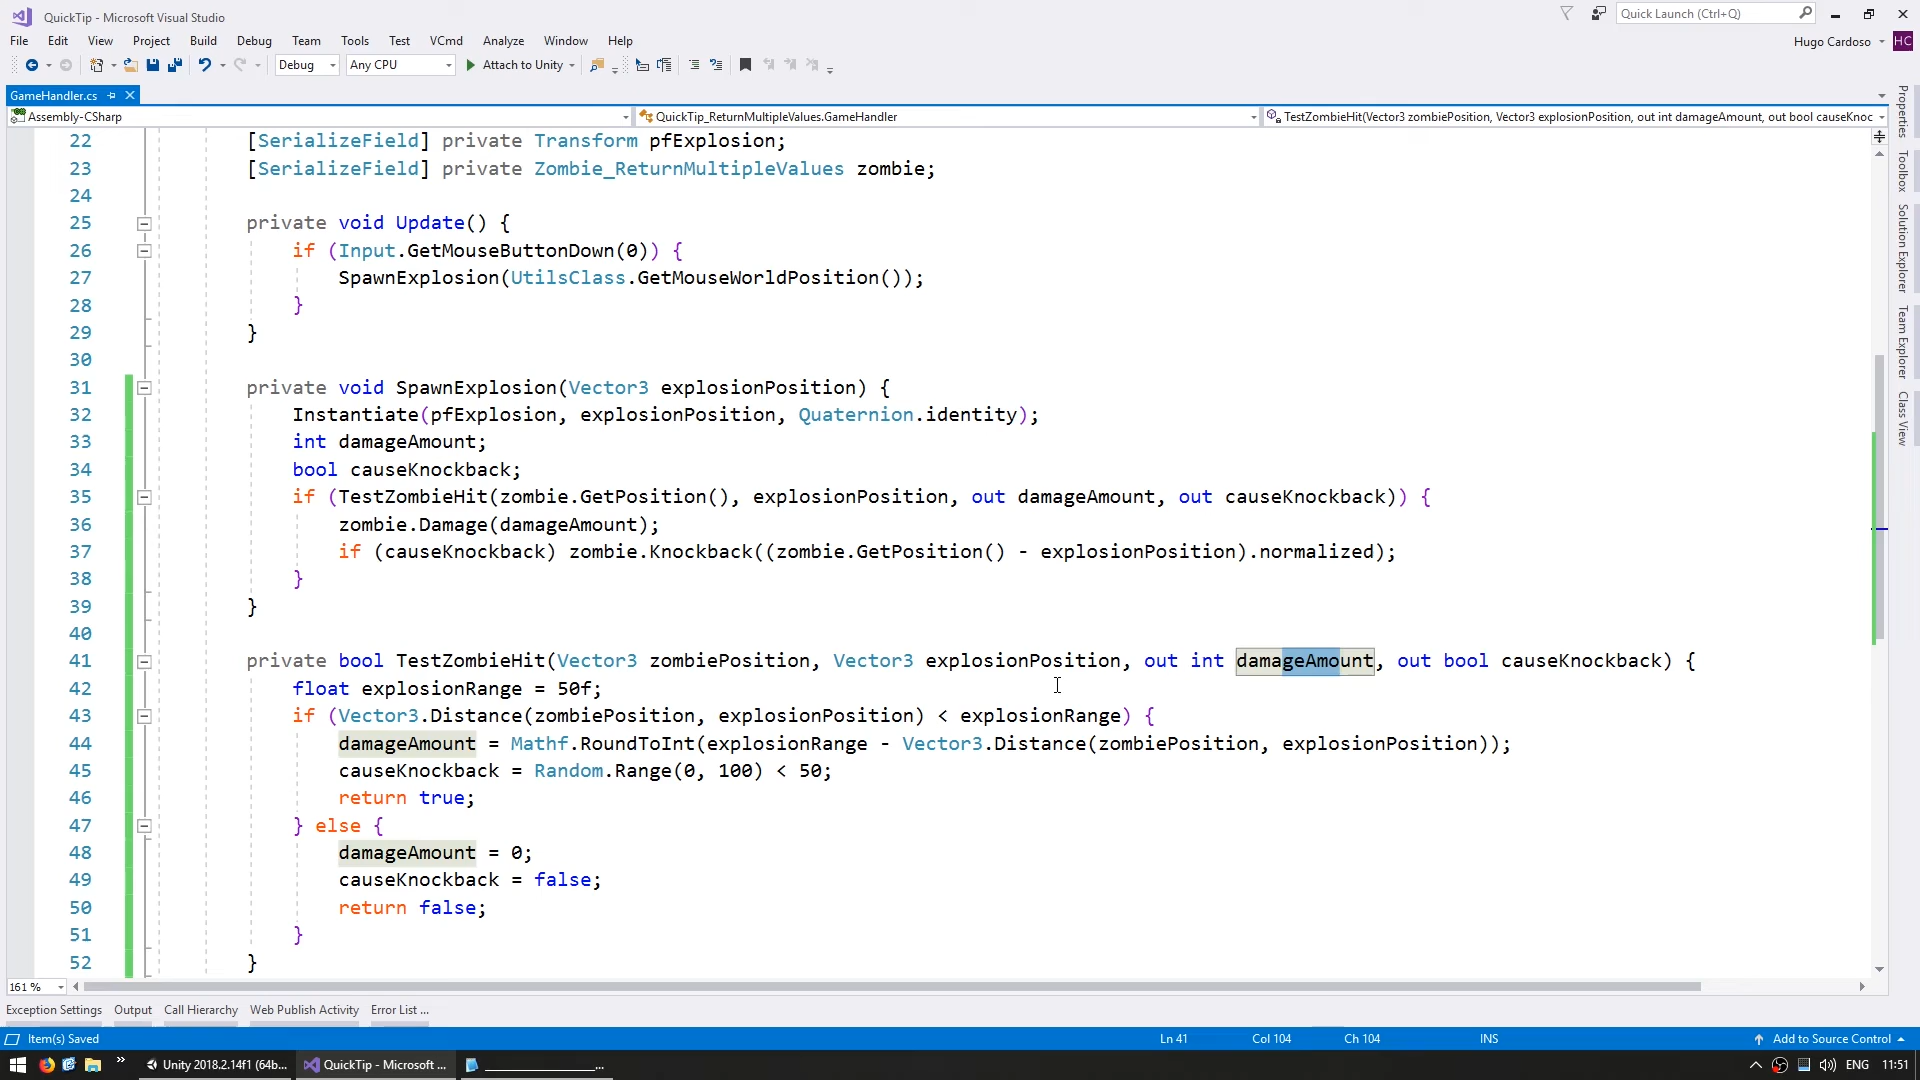 QuickTip - Microsoft Visual Studio
Quick Launch (Ctrl+Q)
File Edit View Project Build Debug Team Tools Test VCmd Analyze Window Help
Hugo Cardoso HC
Debug Any CPU Attach to Unity
GameHandler.cs
Assembly-CSharp QuickTip_ReturnMultipleValues.GameHandler TestZombieHit(Vector3 zombiePosition, Vector3 explosionPosition, out int damageAmount, out bool causeKnoc
22 [SerializeField] private Transform pfExplosion;
23 [SerializeField] private Zombie_ReturnMultipleValues zombie;
24
25 private void Update() {
26 if (Input.GetMouseButtonDown(0)) {
27 SpawnExplosion(UtilsClass.GetMouseWorldPosition());
28 }
29 }
30
31 private void SpawnExplosion(Vector3 explosionPosition) {
32 Instantiate(pfExplosion, explosionPosition, Quaternion.identity);
33 int damageAmount;
34 bool causeKnockback;
35 if (TestZombieHit(zombie.GetPosition(), explosionPosition, out damageAmount, out causeKnockback)) {
36 zombie.Damage(damageAmount);
37 if (causeKnockback) zombie.Knockback((zombie.GetPosition() - explosionPosition).normalized);
38 }
39 }
40
41 private bool TestZombieHit(Vector3 zombiePosition, Vector3 explosionPosition, out int damageAmount, out bool causeKnockback) {
42 float explosionRange = 50f;
43 if (Vector3.Distance(zombiePosition, explosionPosition) < explosionRange) {
44 damageAmount = Mathf.RoundToInt(explosionRange - Vector3.Distance(zombiePosition, explosionPosition));
45 causeKnockback = Random.Range(0, 100) < 50;
46 return true;
47 } else {
48 damageAmount = 0;
49 causeKnockback = false;
50 return false;
51 }
52 }
Properties
Toolbox
Solution Explorer
Team Explorer
Class View
161 %
Exception Settings Output Call Hierarchy Web Publish Activity Error List ...
Item(s) Saved Ln 41 Col 104 Ch 104 INS Add to Source Control
Unity 2018.2.14f1 (64b... QuickTip - Microsoft ... ENG 11:51